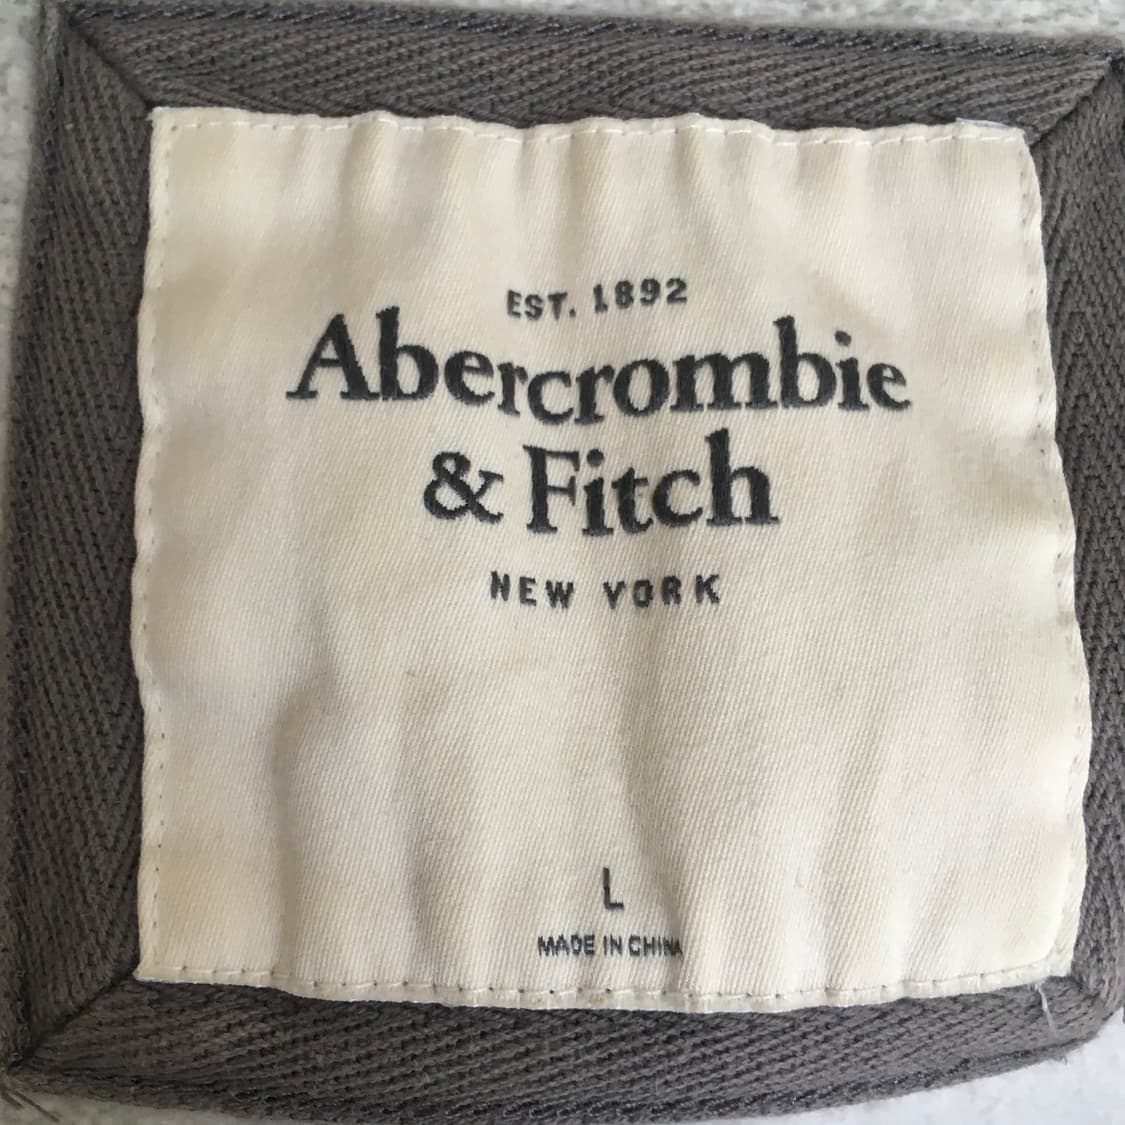 EST. 1892
Abercrombie
& Fitch
NEW YORK
L
MADE IN CHINA